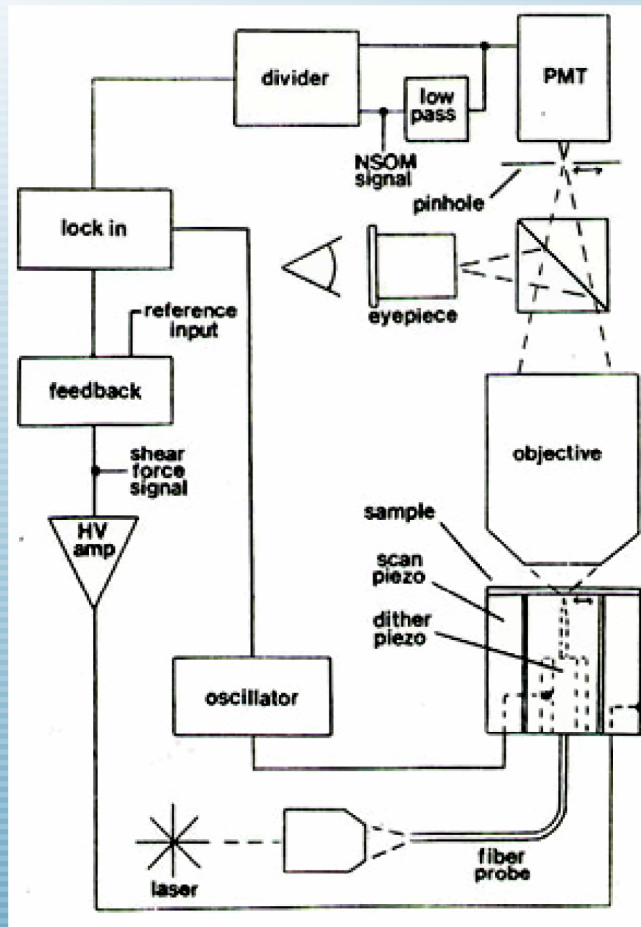 divider
PMT
low
pass
NSOM
signal
pinhole
lock in
eyepiece
reference
input
feedback
objective
shear
force
signal
HV
amp
sample
scan
piezo
dither
piezo
oscillator
fiber
probe
laser